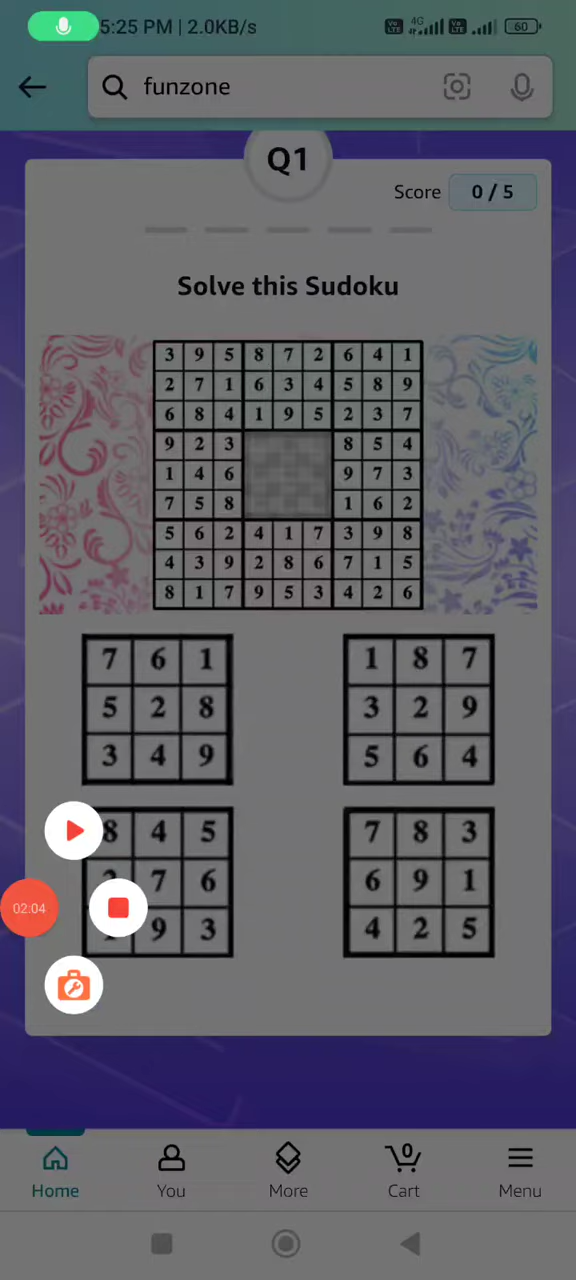 5:25 PM | 2.0KB/s 4G 60
funzone
Q1
Score 0 / 5
Solve this Sudoku
3 9 5 8 7 2 6 4 1
2 7 1 6 3 4 5 8 9
6 8 4 1 9 5 2 3 7
9 2 3 8 5 4
1 4 6 9 7 3
7 5 8 1 6 2
5 6 2 4 1 7 3 9 8
4 3 9 2 8 6 7 1 5
8 1 7 9 5 3 4 2 6
7 6 1
5 2 8
3 4 9
1 8 7
3 2 9
5 6 4
8 4 5
7 6
9 3
7 8 3
6 9 1
4 2 5
02:04
0
Home You More Cart Menu